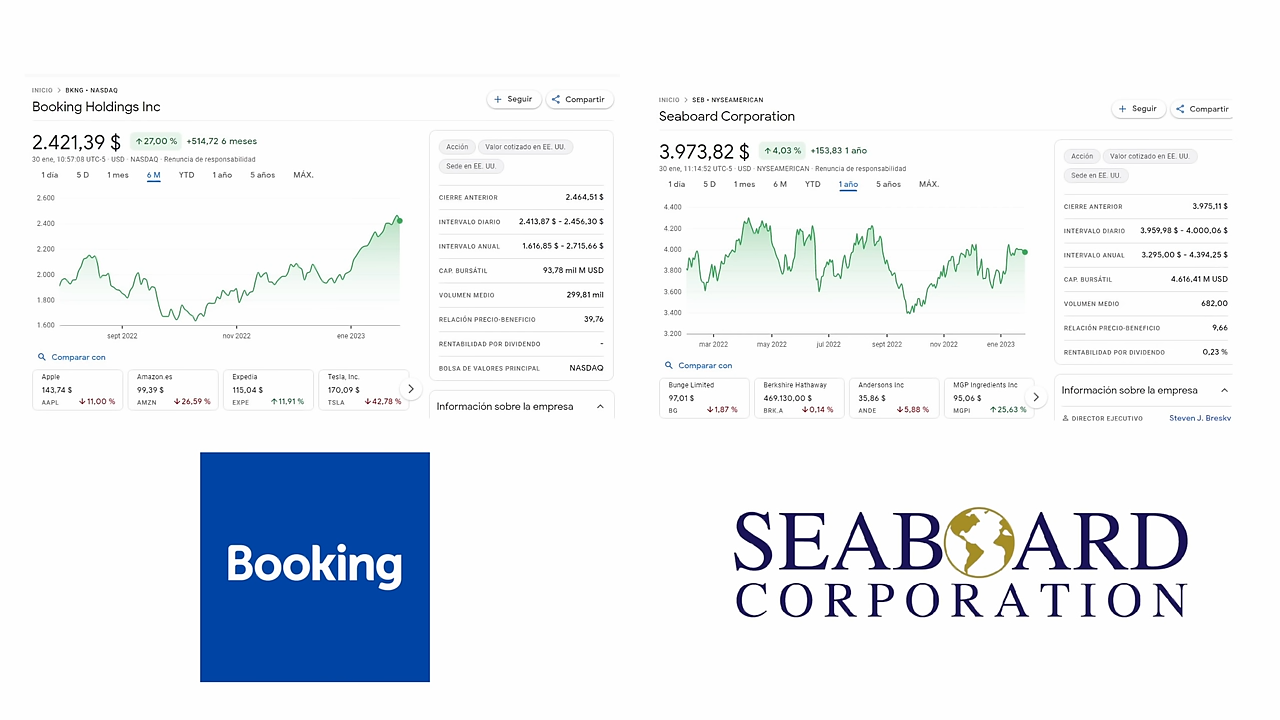 INICIO > BKNG • NASDAQ
Booking Holdings Inc
+ Seguir
Compartir
2.421,39 $ ↑27,00 % +514,72 6 meses
30 ene, 10:57:08 UTC-5 · USD · NASDAQ · Renuncia de responsabilidad
1 día 5 D 1 mes 6 M YTD 1 año 5 años MÁX.
2.600
2.400
2.200
2.000
1.800
1.600
sept 2022 nov 2022 ene 2023
Acción Valor cotizado en EE. UU.
Sede en EE. UU.
CIERRE ANTERIOR 2.464,51 $
INTERVALO DIARIO 2.413,87 $ - 2.456,30 $
INTERVALO ANUAL 1.616,85 $ - 2.715,66 $
CAP. BURSÁTIL 93,78 mil M USD
VOLUMEN MEDIO 299,81 mil
RELACIÓN PRECIO-BENEFICIO 39,76
RENTABILIDAD POR DIVIDENDO -
BOLSA DE VALORES PRINCIPAL NASDAQ
Comparar con
Apple
143,74 $
AAPL ↓11,00 %
Amazon.es
99,39 $
AMZN ↓26,59 %
Expedia
115,04 $
EXPE ↑11,91 %
Tesla, Inc.
170,09 $
TSLA ↓42,78 %
Información sobre la empresa
INICIO > SEB • NYSEAMERICAN
Seaboard Corporation
+ Seguir
Compartir
3.973,82 $ ↑4,03 % +153,83 1 año
30 ene, 11:14:52 UTC-5 · USD · NYSEAMERICAN · Renuncia de responsabilidad
1 día 5 D 1 mes 6 M YTD 1 año 5 años MÁX.
4.400
4.200
4.000
3.800
3.600
3.400
3.200
mar 2022 may 2022 jul 2022 sept 2022 nov 2022 ene 2023
Acción Valor cotizado en EE. UU.
Sede en EE. UU.
CIERRE ANTERIOR 3.975,11 $
INTERVALO DIARIO 3.959,98 $ - 4.000,06 $
INTERVALO ANUAL 3.295,00 $ - 4.394,25 $
CAP. BURSÁTIL 4.616,41 M USD
VOLUMEN MEDIO 682,00
RELACIÓN PRECIO-BENEFICIO 9,66
RENTABILIDAD POR DIVIDENDO 0,23 %
Comparar con
Bunge Limited
97,01 $
BG ↓1,87 %
Berkshire Hathaway
469.130,00 $
BRK.A ↓0,14 %
Andersons Inc
35,86 $
ANDE ↓5,88 %
MGP Ingredients Inc
95,06 $
MGPI ↑25,63 %
Información sobre la empresa
DIRECTOR EJECUTIVO Steven J. Bresky
Booking
SEABOARD
CORPORATION